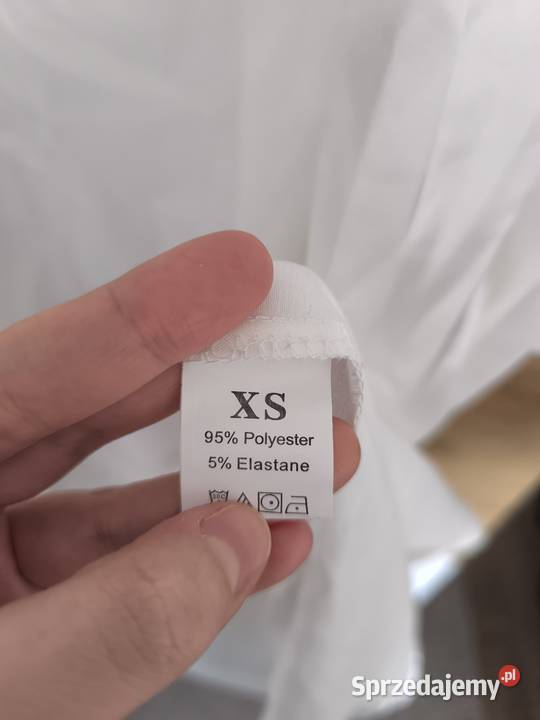 XS
95% Polyester
5% Elastane
Sprzedajemy.pl